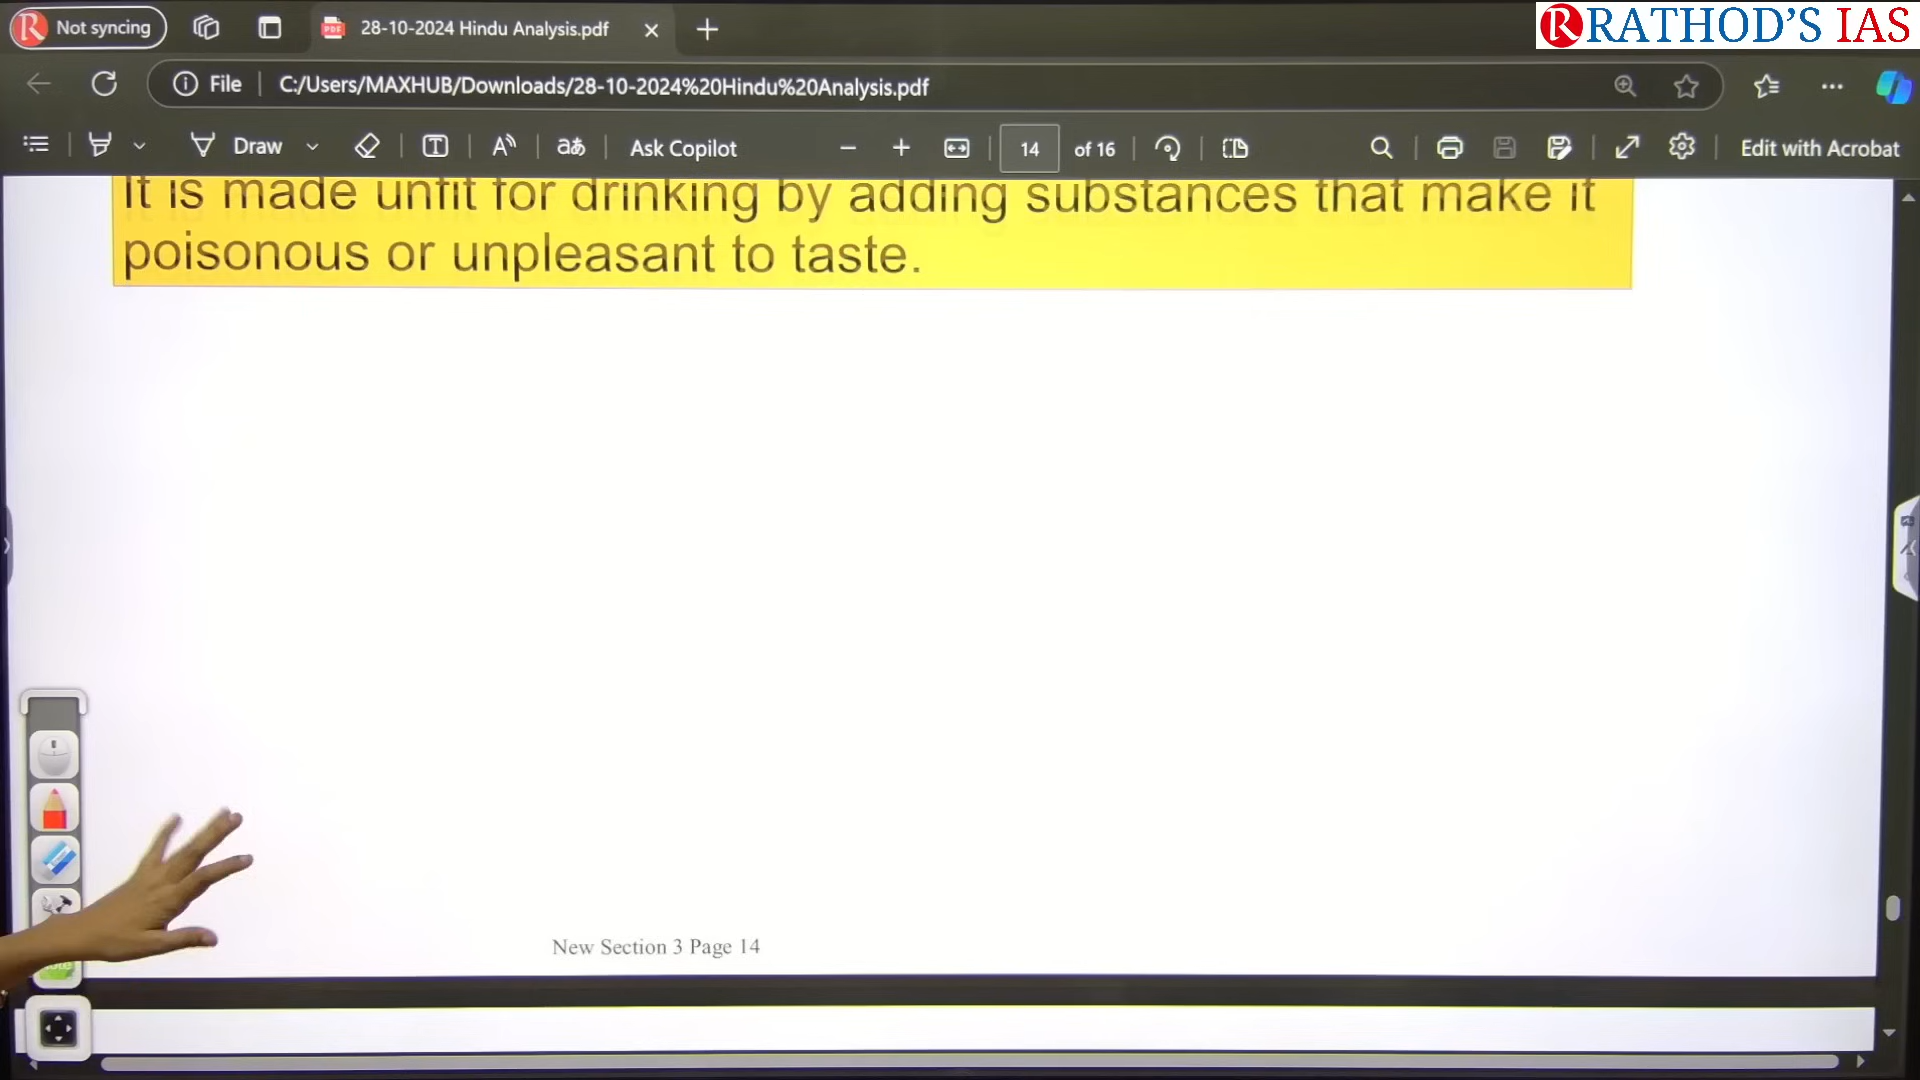 Not syncing
28-10-2024 Hindu Analysis.pdf
RATHOD'S IAS
File
C:/Users/MAXHUB/Downloads/28-10-2024%20Hindu%20Analysis.pdf
Draw
Ask Copilot
14 of 16
Edit with Acrobat
It is made unfit for drinking by adding substances that make it
poisonous or unpleasant to taste.
New Section 3 Page 14